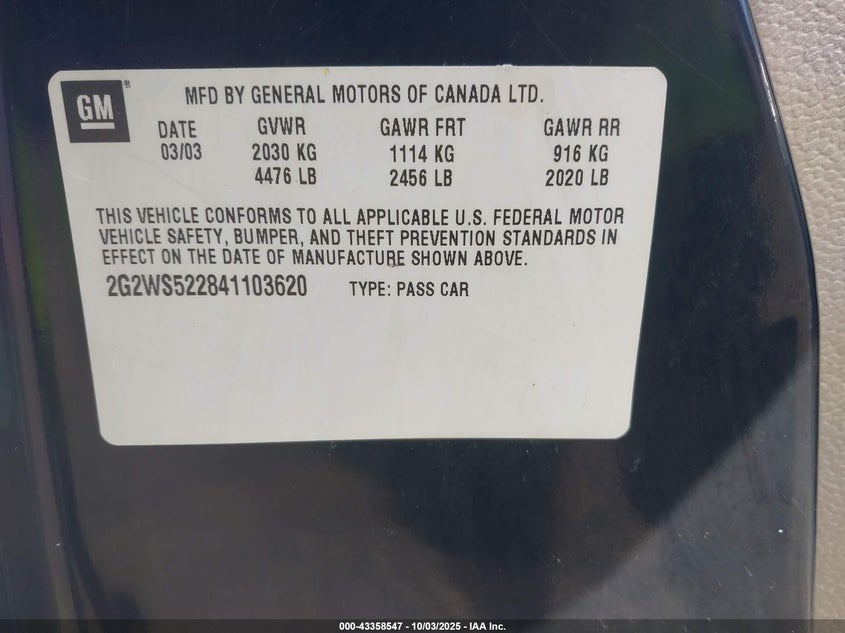 GM®
MFD BY GENERAL MOTORS OF CANADA LTD.
DATE GVWR GAWR FRT GAWR RR
03/03 2030 KG 1114 KG 916 KG
4476 LB 2456 LB 2020 LB
THIS VEHICLE CONFORMS TO ALL APPLICABLE U.S. FEDERAL MOTOR
VEHICLE SAFETY, BUMPER, AND THEFT PREVENTION STANDARDS IN
EFFECT ON THE DATE OF MANUFACTURE SHOWN ABOVE.
2G2WS522841103620 TYPE: PASS CAR
000-43358547 - 10/03/2025 - IAA Inc.